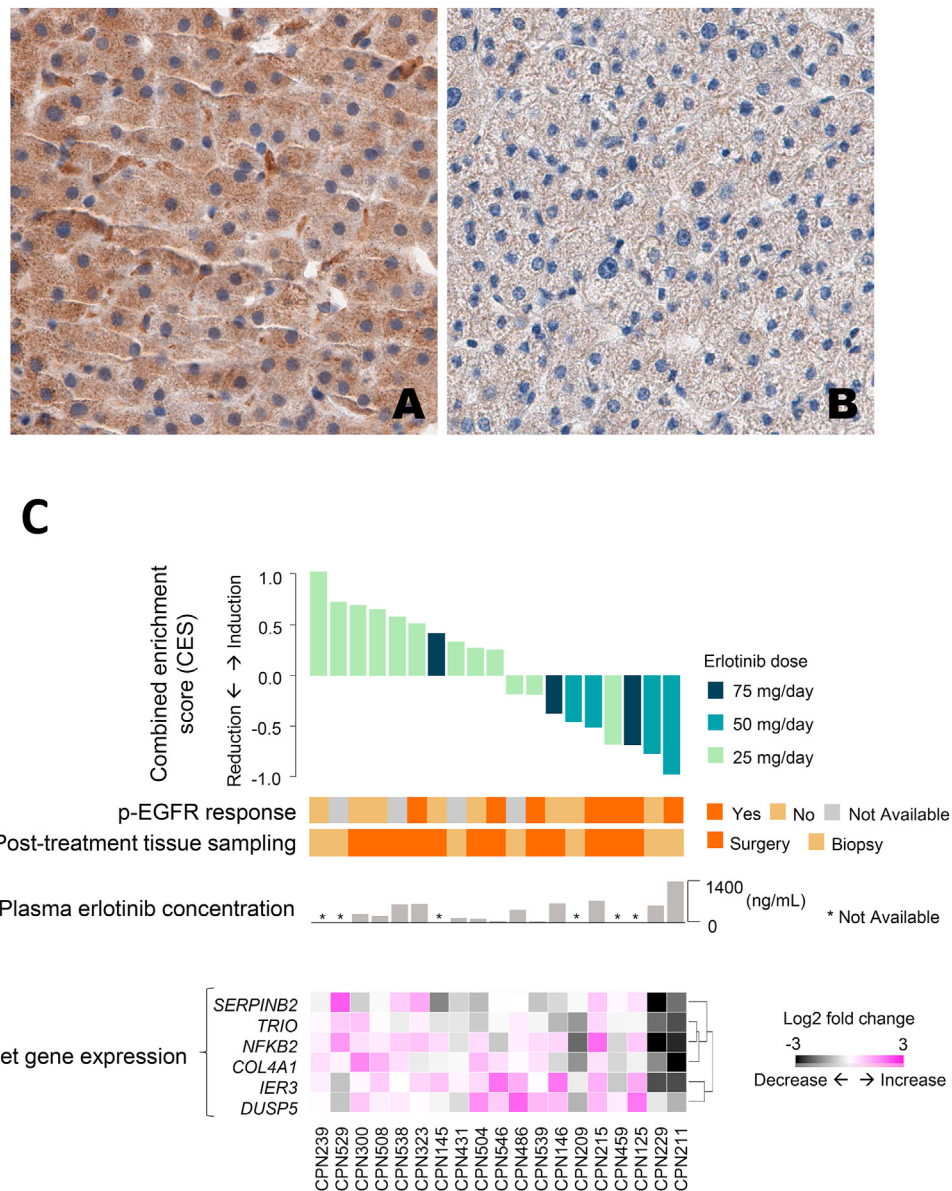 A
B
C
Combined enrichment
score (CES)
Reduction ← → Induction
1.0
0.5
0.0
-0.5
-1.0
Erlotinib dose
75 mg/day
50 mg/day
25 mg/day
p-EGFR response
Yes
No
Not Available
Post-treatment tissue sampling
Surgery
Biopsy
Plasma erlotinib concentration
* * * * * *
1400
(ng/mL)
0
* Not Available
et gene expression
SERPINB2
TRIO
NFKB2
COL4A1
IER3
DUSP5
Log2 fold change
-3
3
Decrease ← → Increase
CPN239
CPN529
CPN300
CPN508
CPN538
CPN323
CPN145
CPN431
CPN504
CPN546
CPN486
CPN539
CPN146
CPN209
CPN215
CPN459
CPN125
CPN229
CPN211